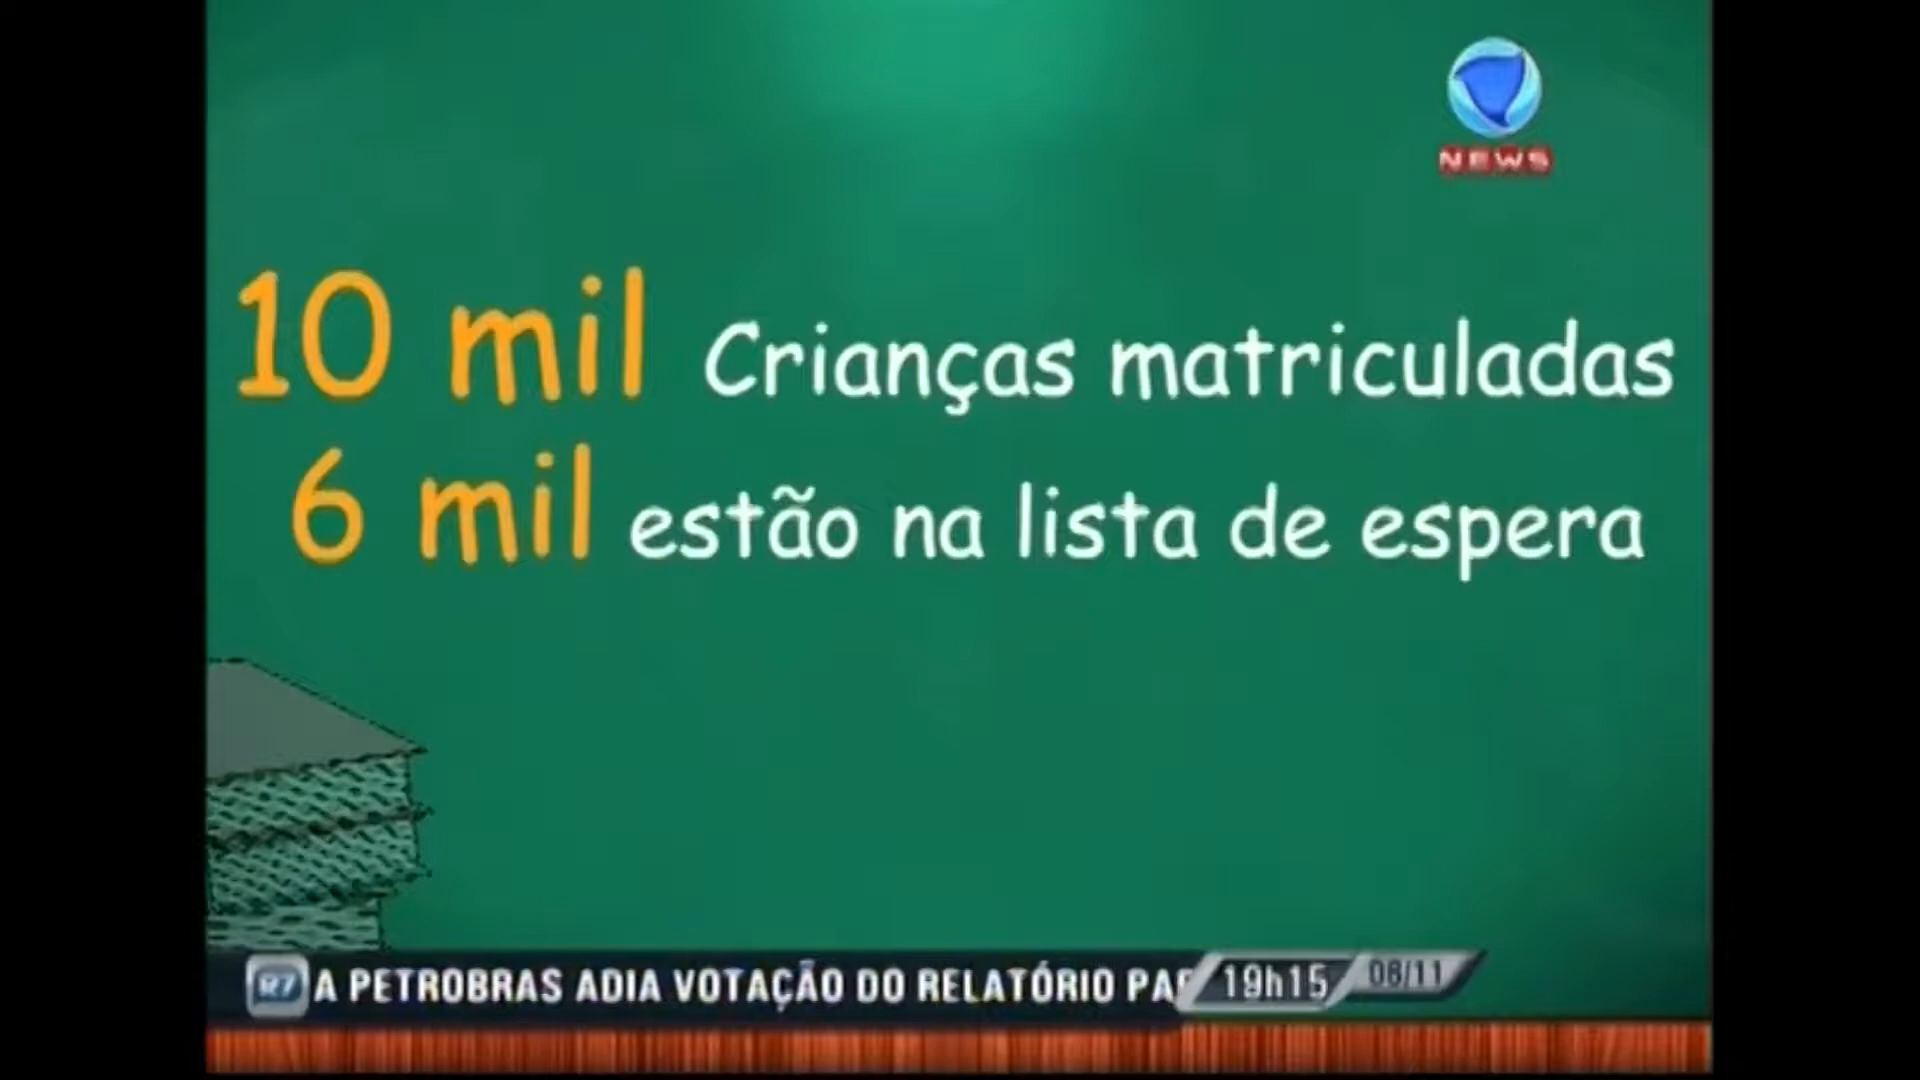 NEWS
10 mil Crianças matriculadas
6 mil estão na lista de espera
R7 A PETROBRAS ADIA VOTAÇÃO DO RELATÓRIO 19h15 08/11